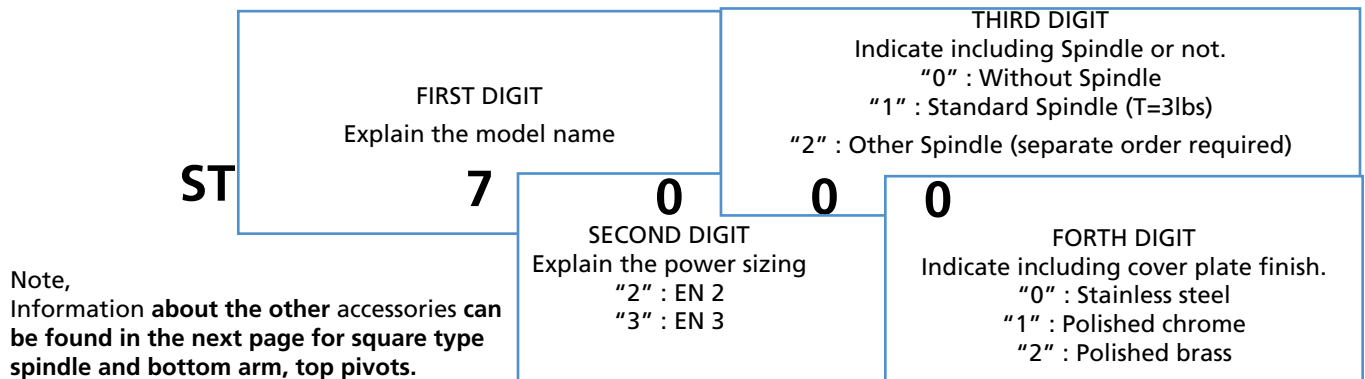 THIRD DIGIT
Indicate including Spindle or not.
“0” : Without Spindle
“1” : Standard Spindle (T=3lbs)
“2” : Other Spindle (separate order required)
FIRST DIGIT
Explain the model name
ST 7 0 0 0
SECOND DIGIT
Explain the power sizing
“2” : EN 2
“3” : EN 3
FORTH DIGIT
Indicate including cover plate finish.
“0” : Stainless steel
“1” : Polished chrome
“2” : Polished brass
Note,
Information about the other accessories can
be found in the next page for square type
spindle and bottom arm, top pivots.